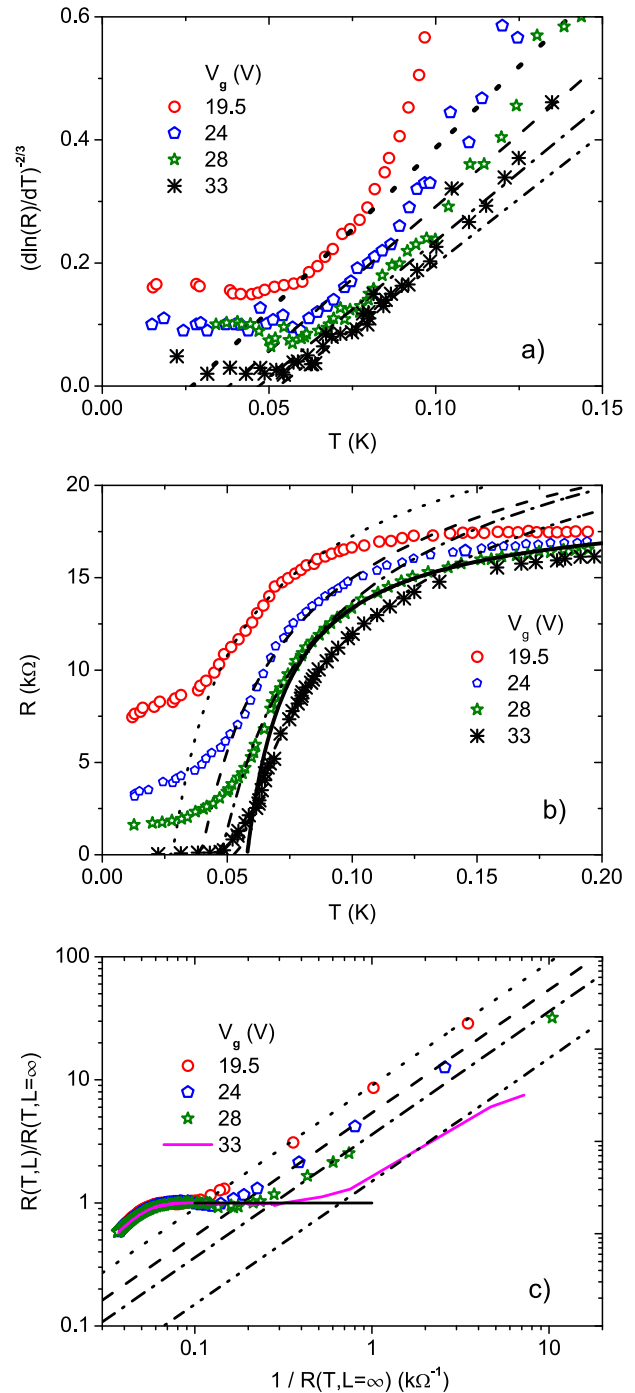 0.6
V_g (V)
19.5
24
28
33
0.4
(dln(R)/dT)^{-2/3}
0.2
0.0
a)
0.00 0.05 0.10 0.15
T (K)
20
15
V_g (V)
19.5
24
28
33
R (kΩ)
10
5
0
b)
0.00 0.05 0.10 0.15 0.20
T (K)
100
V_g (V)
19.5
24
28
33
10
R(T,L)/R(T,L=∞)
1
0.1
c)
0.1 1 10
1 / R(T,L=∞) (kΩ^{-1})